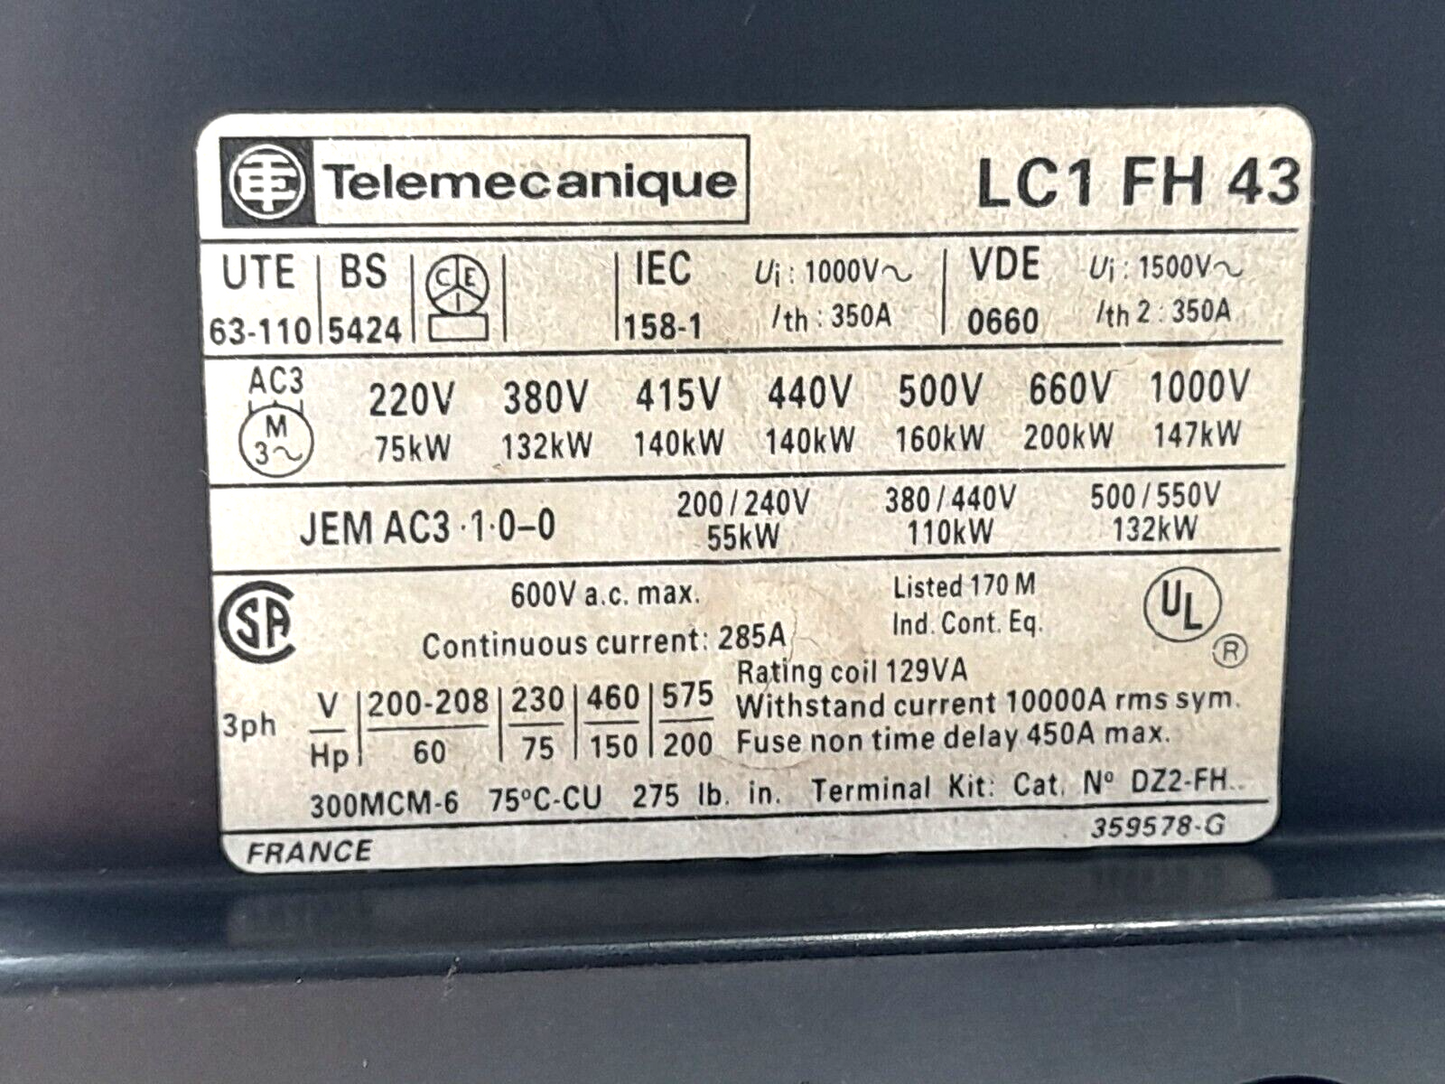 Telemecanique LC1 FH 43
UTE BS CEI IEC Ui : 1000V~ VDE Ui : 1500V~
63-110 5424 158-1 Ith : 350A 0660 Ith 2 : 350A
AC3 220V 380V 415V 440V 500V 660V 1000V
M 3~ 75kW 132kW 140kW 140kW 160kW 200kW 147kW
JEM AC3·1·0-0 200/240V 380/440V 500/550V
55kW 110kW 132kW
SA 600V a.c. max. Listed 170 M UL ®
Continuous current: 285A Ind. Cont. Eq.
Rating coil 129VA
3ph V 200-208 230 460 575 Withstand current 10000A rms sym.
Hp 60 75 150 200 Fuse non time delay 450A max.
300MCM-6 75°C-CU 275 lb. in. Terminal Kit: Cat. Nº DZ2-FH..
FRANCE 359578-G